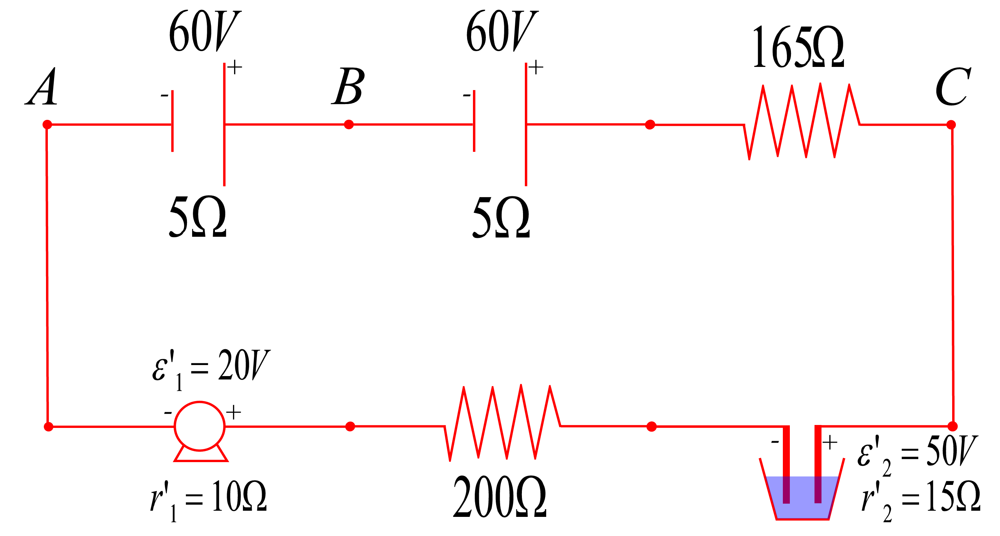 60V
60V
165Ω
+
+
A
B
C
-
-
5Ω
5Ω
ε'₁ = 20V
-
+
-
+
ε'₂ = 50V
r'₁ = 10Ω
200Ω
r'₂ = 15Ω